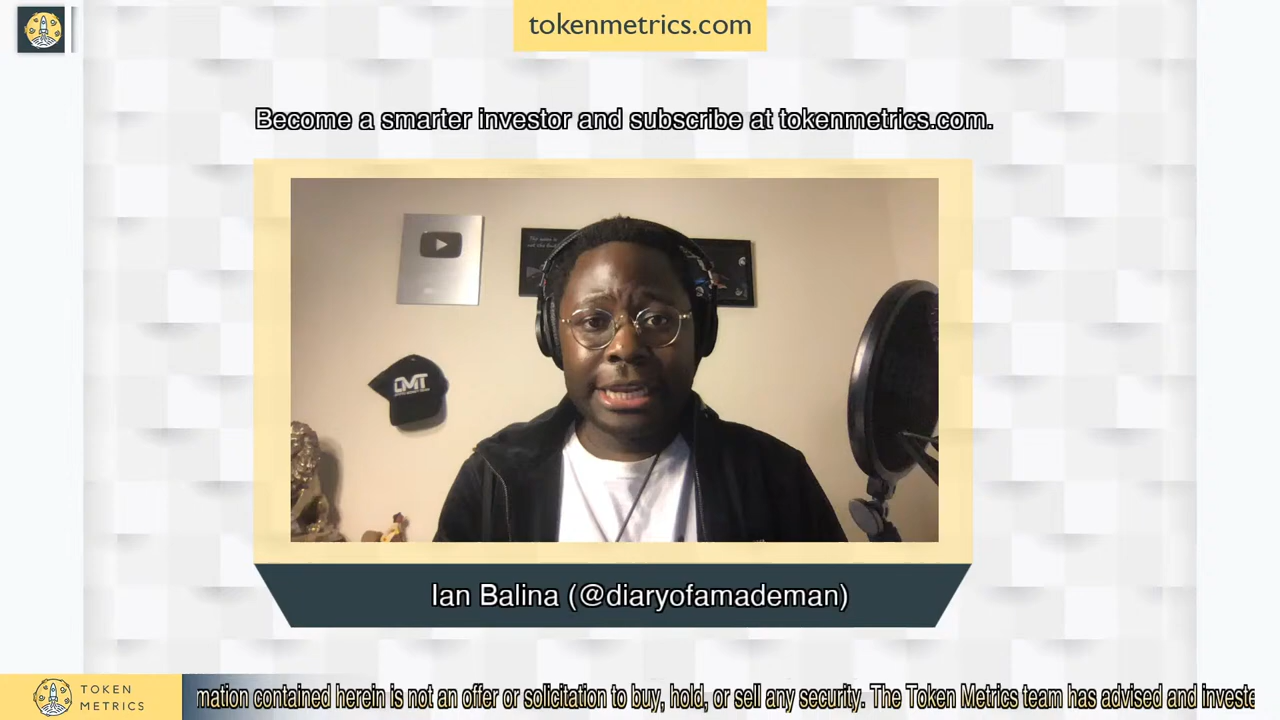 tokenmetrics.com
Become a smarter investor and subscribe at tokenmetrics.com.
CMT
Ian Balina (@diaryofamademan)
TOKEN
METRICS
mation contained herein is not an offer or solicitation to buy, hold, or sell any security. The Token Metrics team has advised and investe